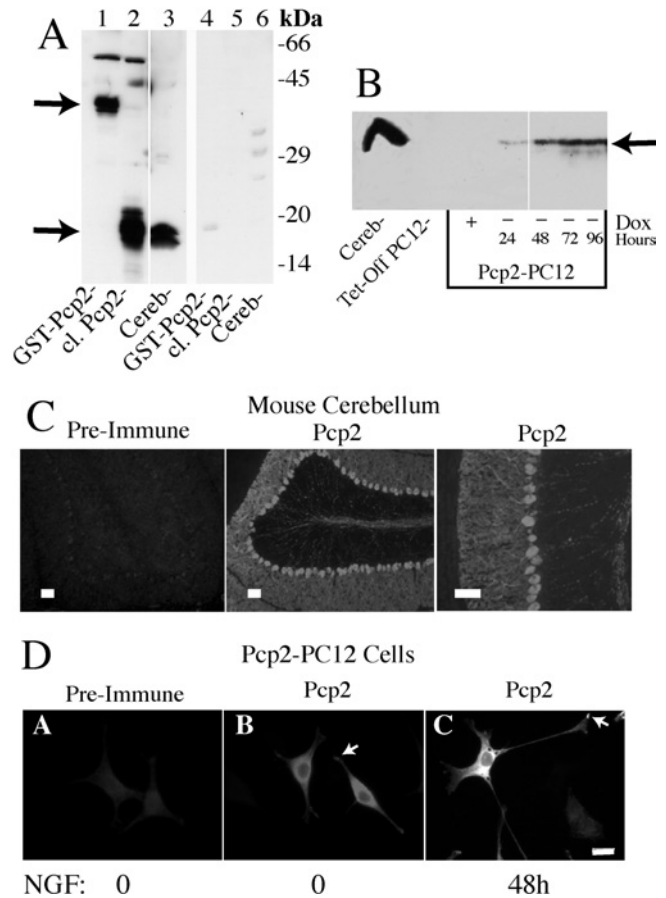 A
1 2 3 4 5 6 kDa
-66
-45
-29
-20
-14
GST-Pcp2-
cl. Pcp2-
Cereb-
GST-Pcp2-
cl. Pcp2-
Cereb-
B
Cereb-
Tet-Off PC12-
+ − − − − Dox
24 48 72 96 Hours
Pcp2-PC12
C
Mouse Cerebellum
Pre-Immune Pcp2 Pcp2
D
Pcp2-PC12 Cells
Pre-Immune Pcp2 Pcp2
A B C
NGF: 0 0 48h